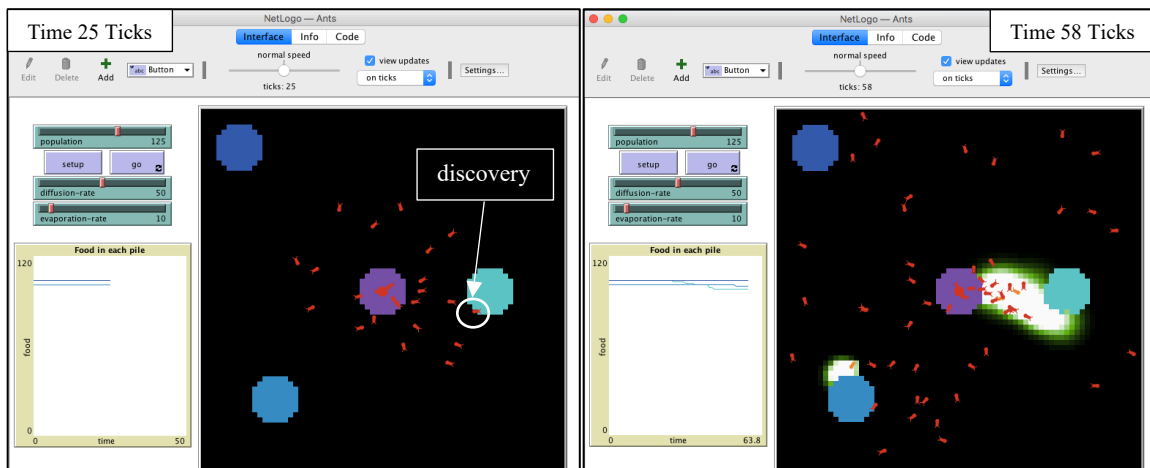 Time 25 Ticks
NetLogo — Ants
Interface Info Code
normal speed
view updates
Edit Delete Add abc Button on ticks Settings...
ticks: 25
population 125
setup go
diffusion-rate 50
evaporation-rate 10
Food in each pile
120
food
0
0 time 50
discovery
NetLogo — Ants
Time 58 Ticks
Interface Info Code
normal speed
view updates
Edit Delete Add abc Button on ticks Settings...
ticks: 58
population 125
setup go
diffusion-rate 50
evaporation-rate 10
Food in each pile
120
food
0
0 time 63.8